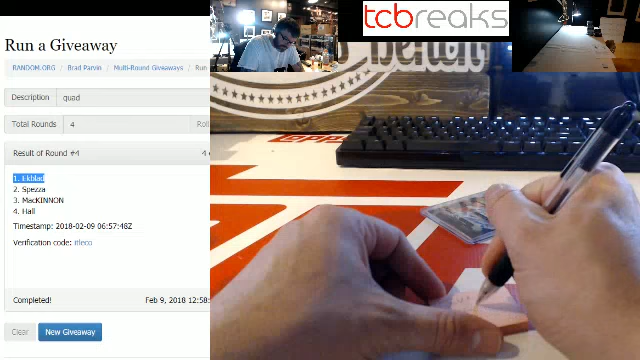 tcbreaks
Run a Giveaway
RANDOM.ORG Brad Parvin Multi-Round Giveaways Run
Description quad
Total Rounds 4
Result of Round #4
1. Ekblad
2. Spezza
3. MacKINNON
4. Hall
Timestamp: 2018-02-09 06:57:48Z
Verification code:
Completed! Feb 9, 2018 12:58
Clear New Giveaway